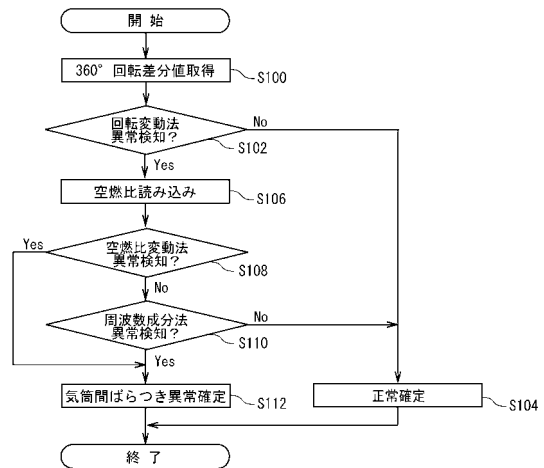 開 始
360° 回転差分値取得
S100
回転変動法
異常検知？
No
S102
Yes
空燃比読み込み
S106
Yes
空燃比変動法
異常検知？
S108
No
周波数成分法
異常検知？
No
S110
Yes
気筒間ばらつき異常確定
S112
正常確定
S104
終 了